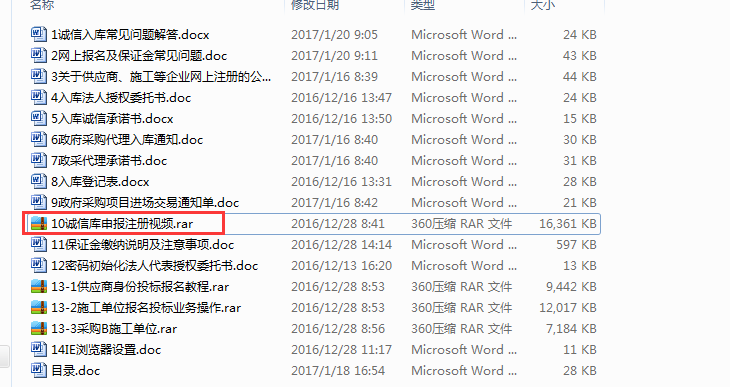 名称 修改日期 类型 大小
1诚信入库常见问题解答.docx 2017/1/20 9:05 Microsoft Word ... 24 KB
2网上报名及保证金常见问题.doc 2017/1/20 9:11 Microsoft Word ... 43 KB
3关于供应商、施工等企业网上注册的公... 2017/1/16 8:39 Microsoft Word ... 44 KB
4入库法人授权委托书.doc 2016/12/16 13:47 Microsoft Word ... 24 KB
5入库诚信承诺书.doc 2016/12/16 13:50 Microsoft Word ... 15 KB
6政府采购代理入库通知.doc 2017/1/16 8:40 Microsoft Word ... 30 KB
7政采代理承诺书.doc 2017/1/16 8:40 Microsoft Word ... 31 KB
8入库登记表.docx 2016/12/16 13:31 Microsoft Word ... 28 KB
9政府采购项目进场交易通知单.doc 2017/1/16 8:42 Microsoft Word ... 21 KB
10诚信库申报注册视频.rar 2016/12/28 8:41 360压缩 RAR 文件 16,361 KB
11保证金缴纳说明及注意事项.doc 2016/12/28 14:14 Microsoft Word ... 597 KB
12密码初始化法人代表授权委托书.doc 2016/12/13 16:20 Microsoft Word ... 13 KB
13-1供应商身份投标报名教程.rar 2016/12/28 8:53 360压缩 RAR 文件 9,442 KB
13-2施工单位报名投标业务操作.rar 2016/12/28 8:53 360压缩 RAR 文件 12,017 KB
13-3采购B施工单位.rar 2016/12/28 8:56 360压缩 RAR 文件 7,184 KB
14IE浏览器设置.doc 2016/12/28 11:17 Microsoft Word ... 11 KB
目录.doc 2017/1/18 16:54 Microsoft Word ... 28 KB